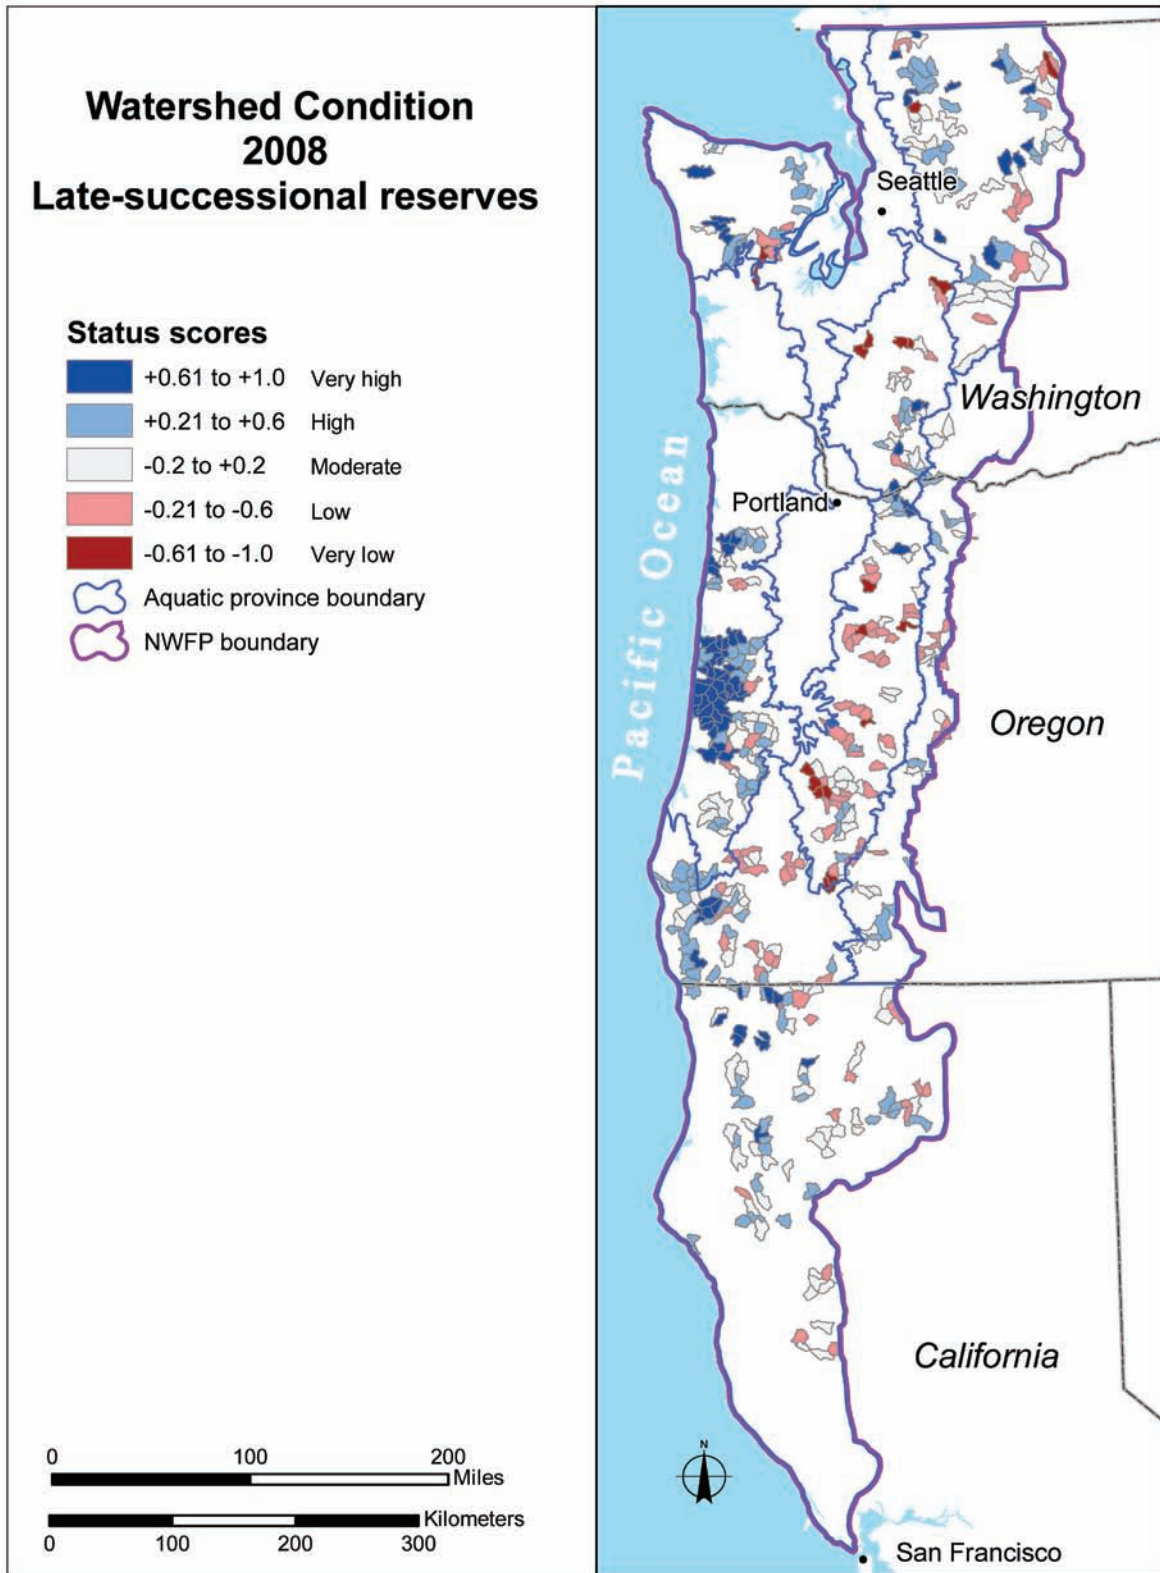 Watershed Condition
2008
Late-successional reserves
Status scores
+0.61 to +1.0 Very high
+0.21 to +0.6 High
-0.2 to +0.2 Moderate
-0.21 to -0.6 Low
-0.61 to -1.0 Very low
Aquatic province boundary
NWFP boundary
0 100 200
Miles
Kilometers
0 100 200 300
Seattle
Washington
Portland
Pacific Ocean
Oregon
California
N
San Francisco